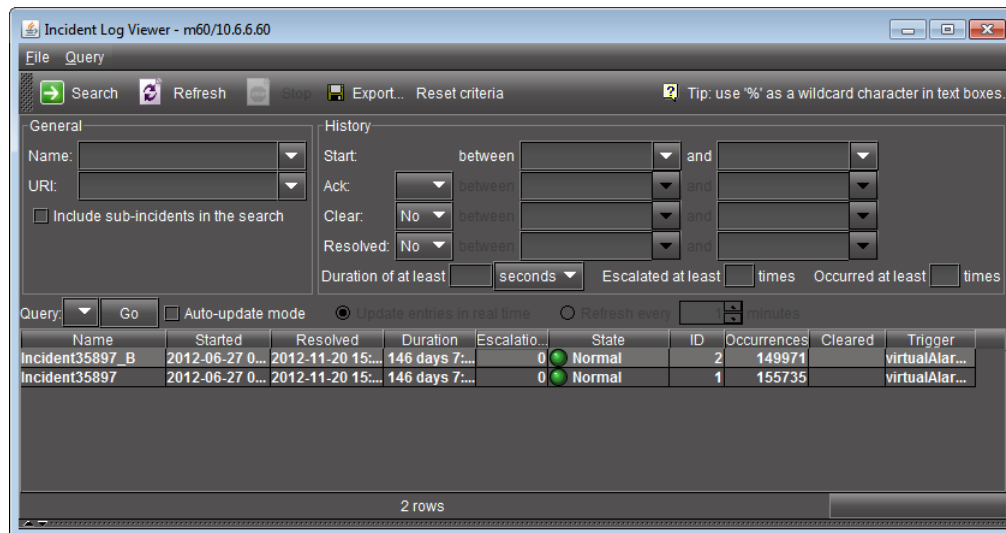 Incident Log Viewer - m60/10.6.6.60
File Query
Search Refresh Stop Export... Reset criteria Tip: use '%' as a wildcard character in text boxes.
General History
Name: Start: between and
URI: Ack: between and
Include sub-incidents in the search Clear: No between and
Resolved: No between and
Duration of at least seconds Escalated at least times Occurred at least times
Query: Go Auto-update mode Update entries in real time Refresh every 1 minutes
Name Started Resolved Duration Escalatio... State ID Occurrences Cleared Trigger
Incident35897_B 2012-06-27 0... 2012-11-20 15:... 146 days 7:... 0 Normal 2 149971 virtualAlar...
Incident35897 2012-06-27 0... 2012-11-20 15:... 146 days 7:... 0 Normal 1 155735 virtualAlar...
2 rows